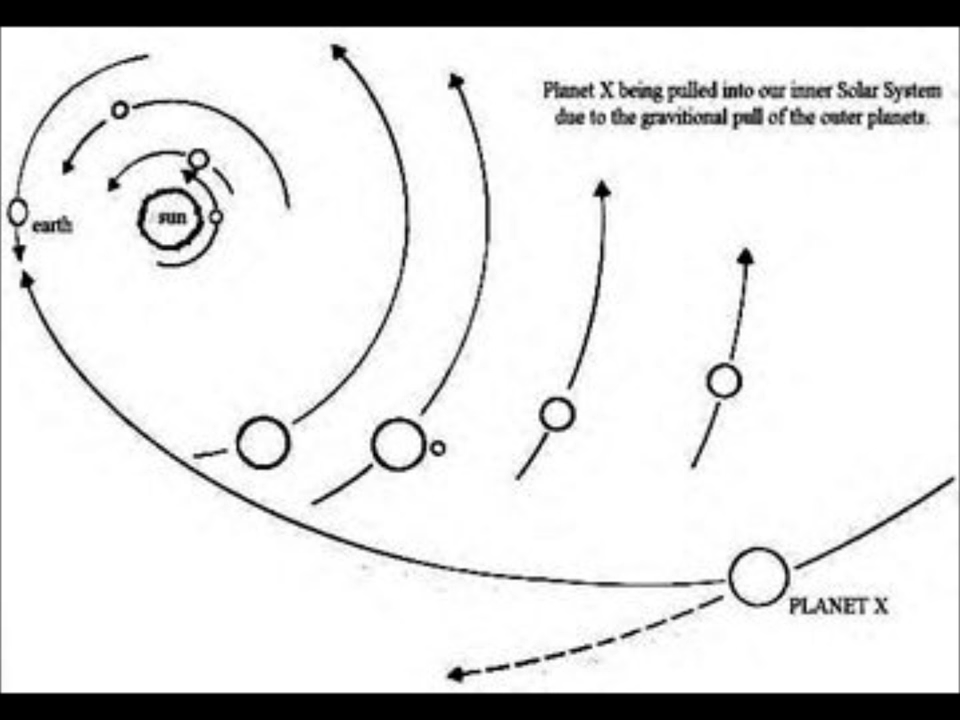 Planet X being pulled into our inner Solar System
due to the gravitional pull of the outer planets.
sun
earth
PLANET X